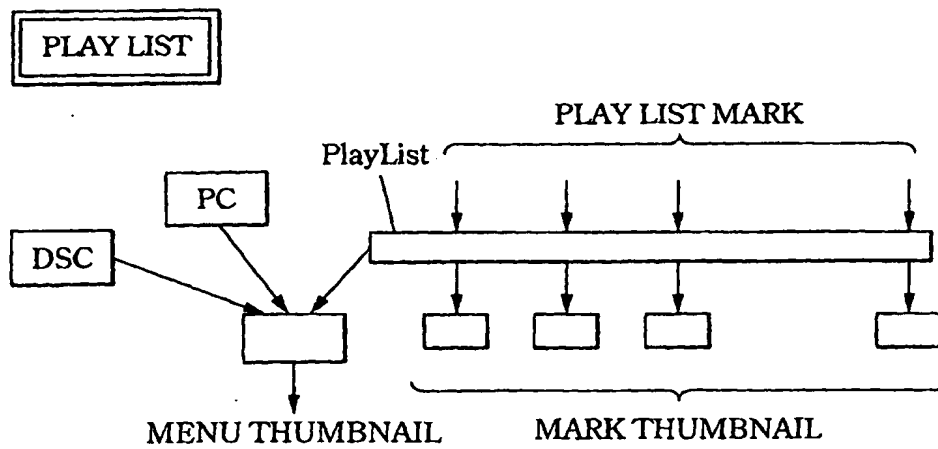 PLAY LIST
PLAY LIST MARK
PlayList
PC
DSC
MENU THUMBNAIL
MARK THUMBNAIL